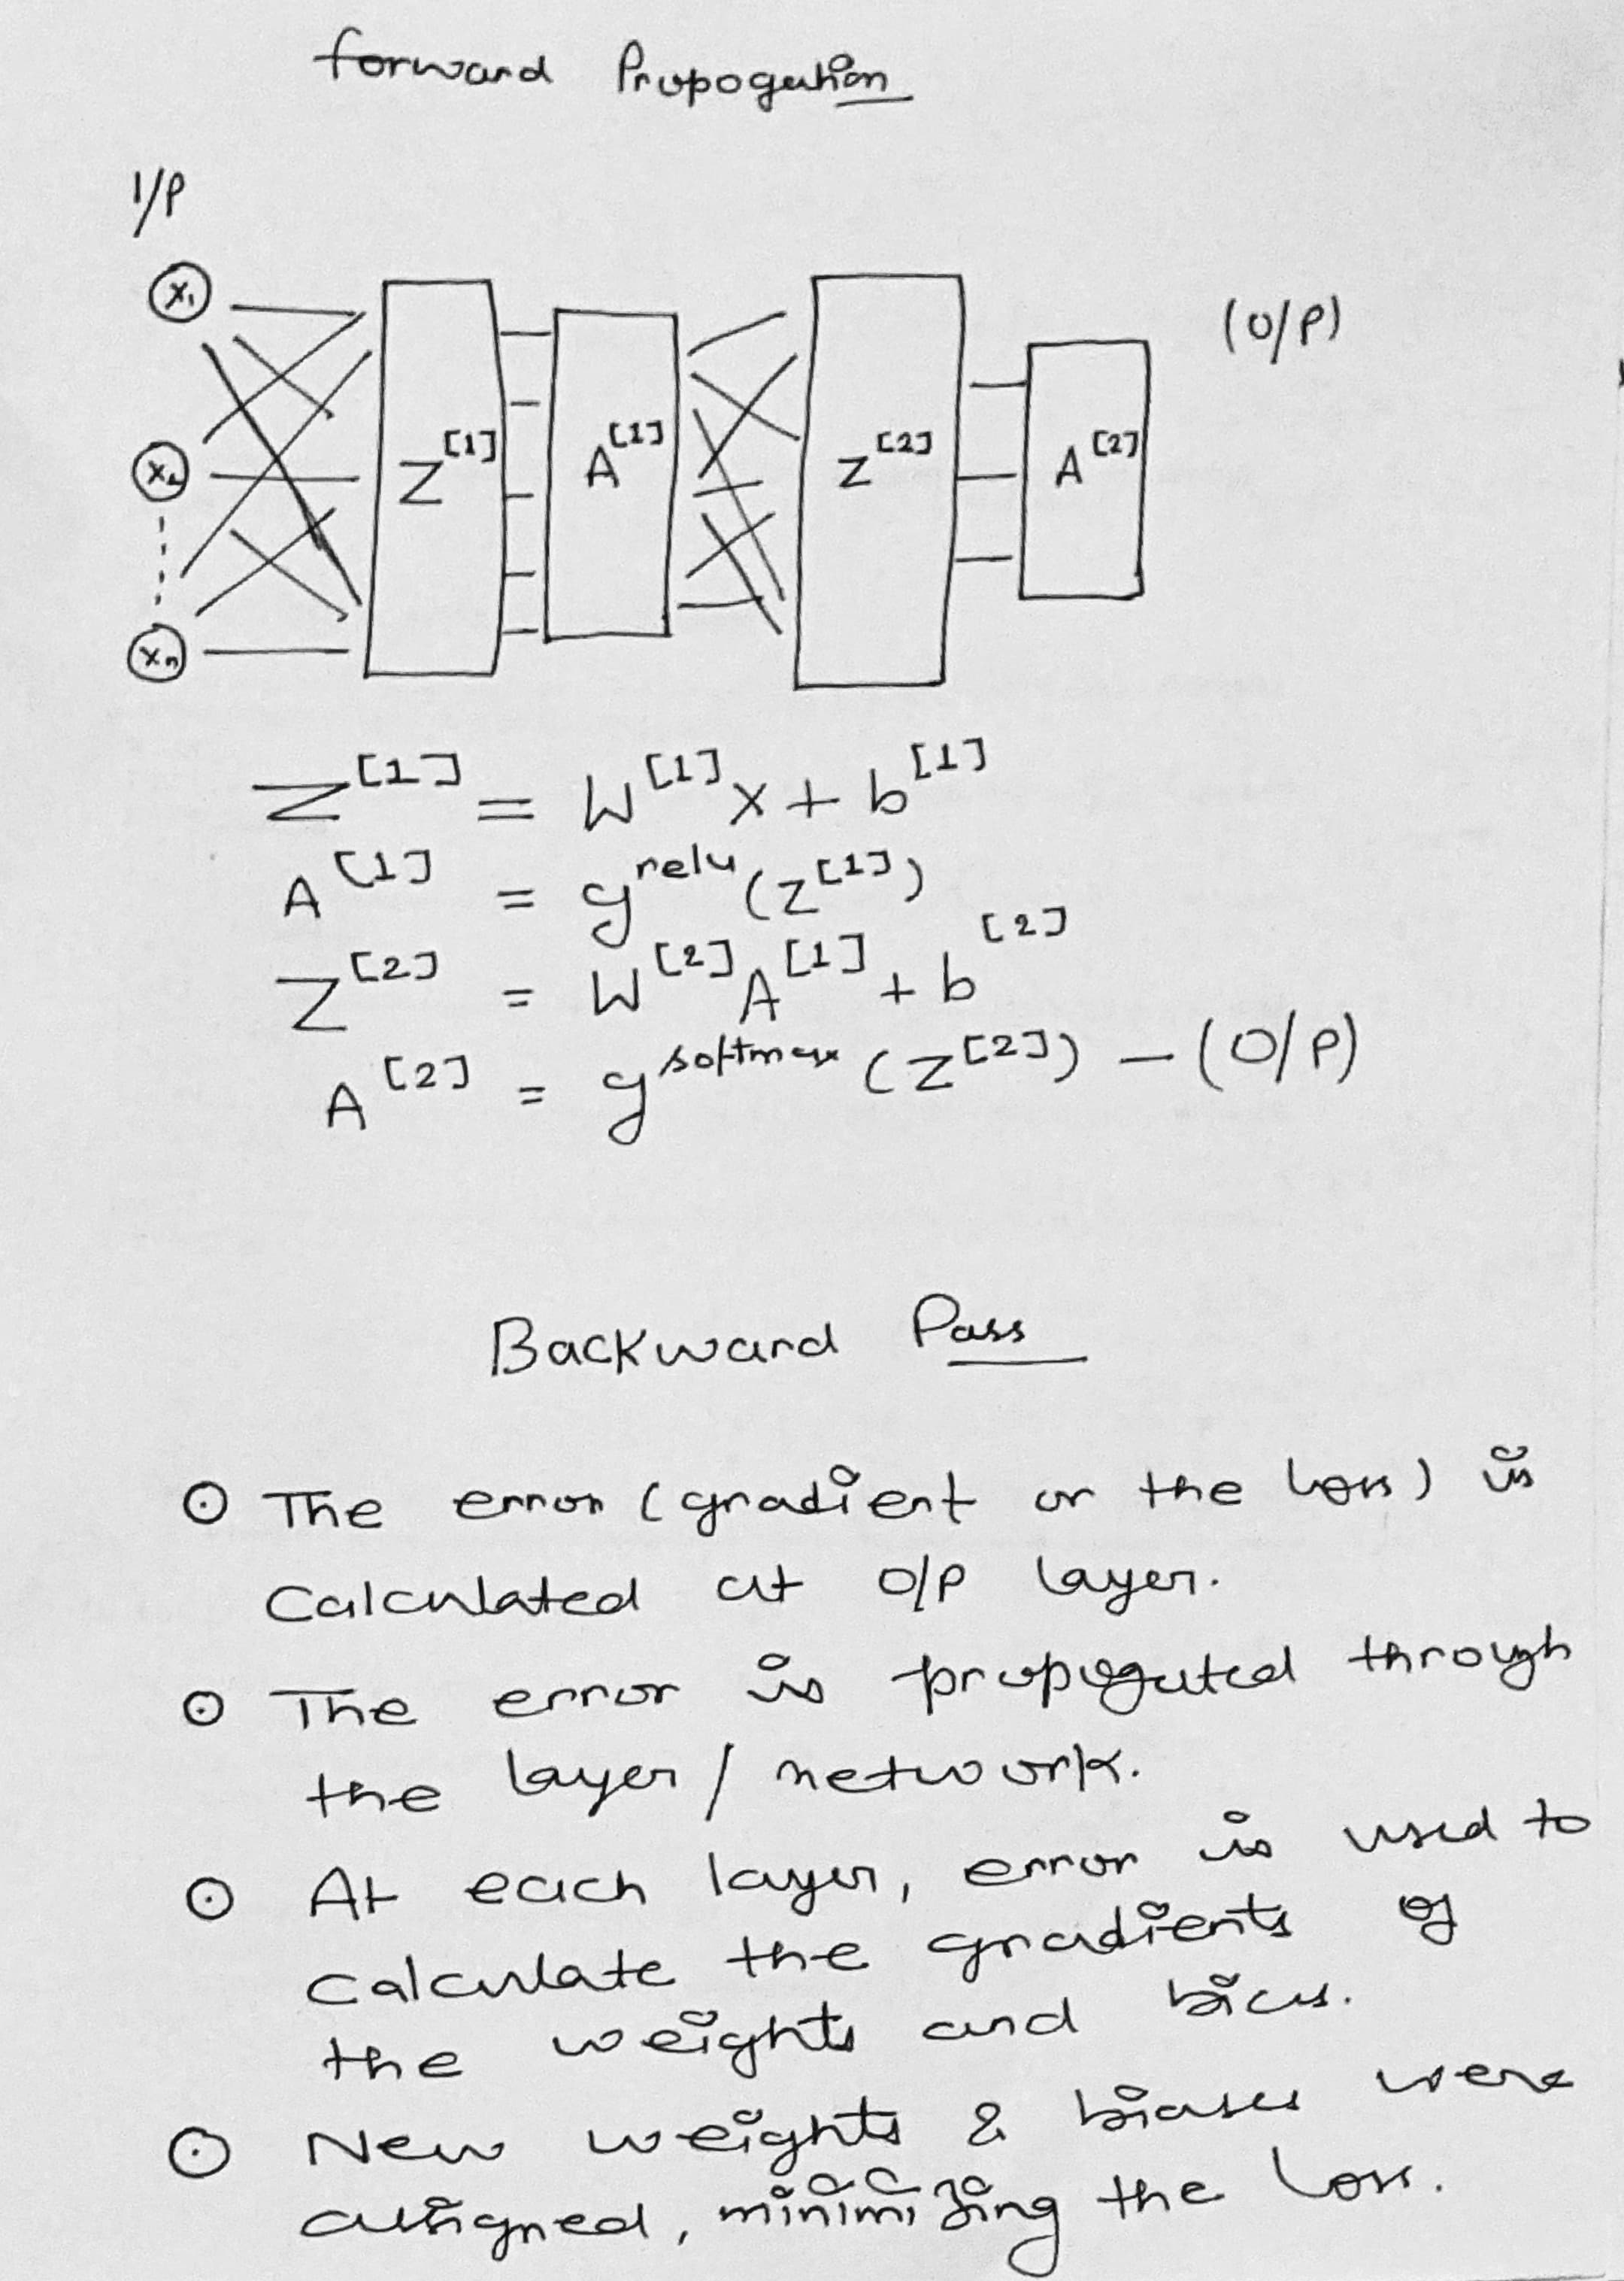 forward Propogation
I/P
(O/P)
x₁
x₂
xₙ
Z^[1]
A^[1]
Z^[2]
A^[2]
Z^[1] = W^[1] x + b^[1]
A^[1] = g^relu (Z^[1])
Z^[2] = W^[2] A^[1] + b^[2]
A^[2] = g^softmax (Z^[2]) – (O/P)
Backward Pass
⊙ The error (gradient or the loss) is
Calculated at O/P layer.
⊙ The error is propogated through
the layer / network.
⊙ At each layer, error is used to
calculate the gradients of
the weights and bias.
⊙ New weights & biases were
assigned, minimizing the loss.